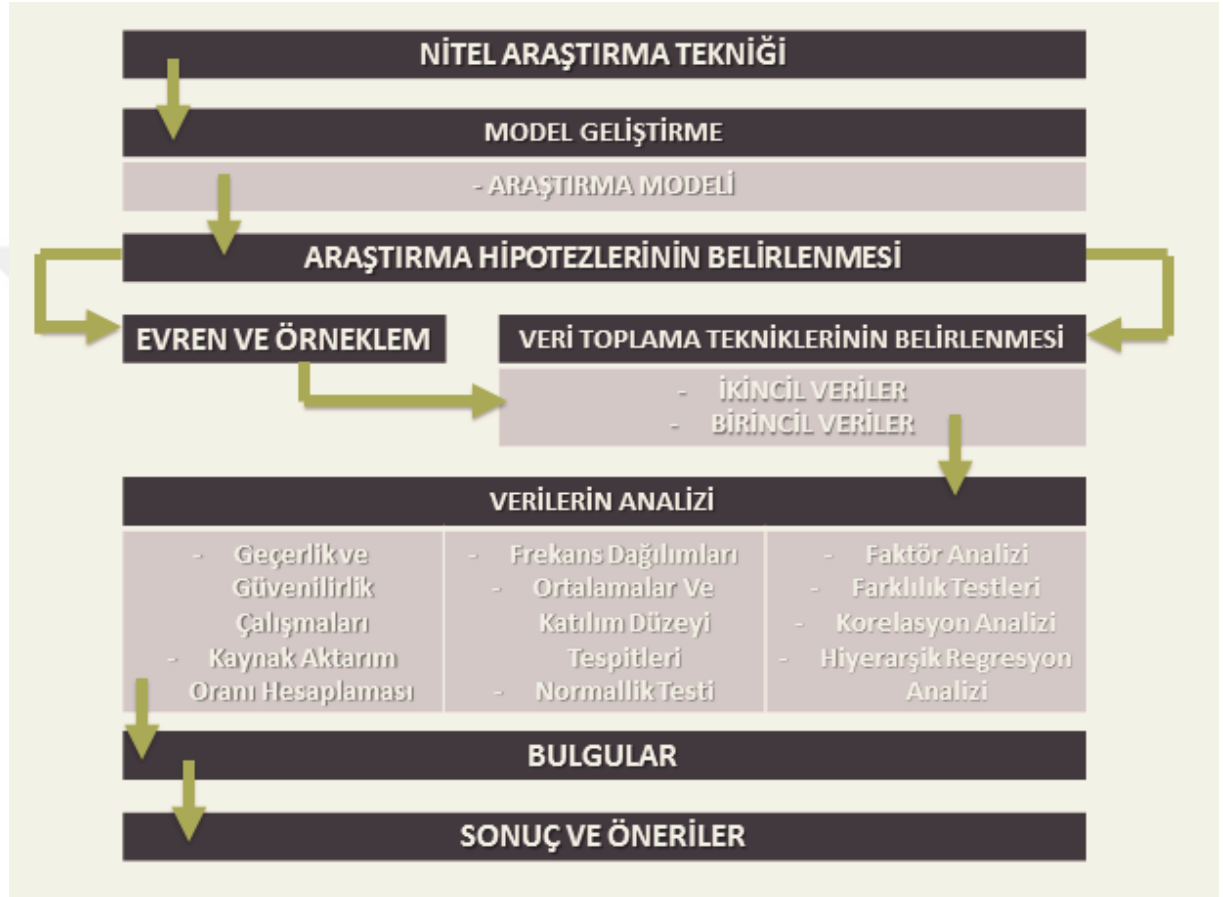 NİTEL ARAŞTIRMA TEKNİĞİ
MODEL GELİŞTİRME
- ARAŞTIRMA MODELİ
ARAŞTIRMA HİPOTEZLERİNİN BELİRLENMESİ
EVREN VE ÖRNEKLEM
VERİ TOPLAMA TEKNİKLERİNİN BELİRLENMESİ
- İKİNCİL VERİLER
- BİRİNCİL VERİLER
VERİLERİN ANALİZİ
- Geçerlik ve
Güvenilirlik
Çalışmaları
- Kaynak Aktarım
Oranı Hesaplaması
- Frekans Dağılımları
- Ortalamalar Ve
Katılım Düzeyi
Tespitleri
- Normallik Testi
- Faktör Analizi
- Farklılık Testleri
- Korelasyon Analizi
- Hiyerarşik Regresyon
Analizi
BULGULAR
SONUÇ VE ÖNERİLER